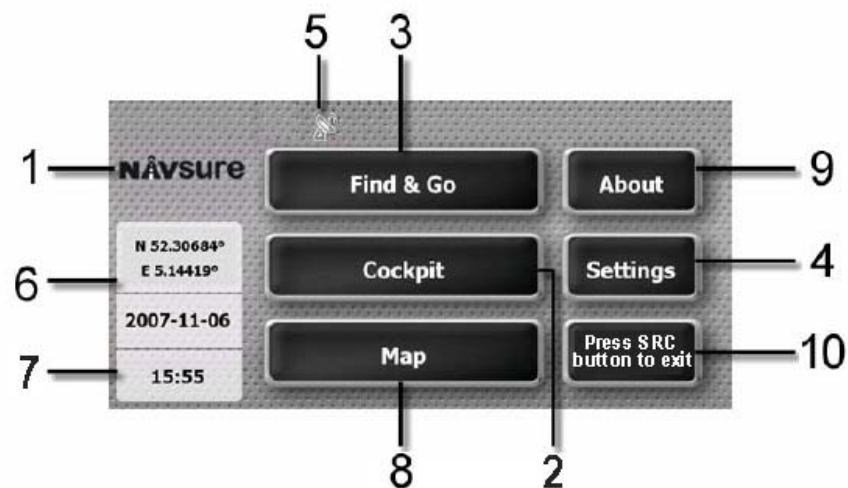 5
3
1
NÂVsure
Find & Go
About
9
N 52.30684°
E 5.14419°
6
Cockpit
Settings
4
2007-11-06
Map
Press SRC
button to exit
10
7
15:55
8
2